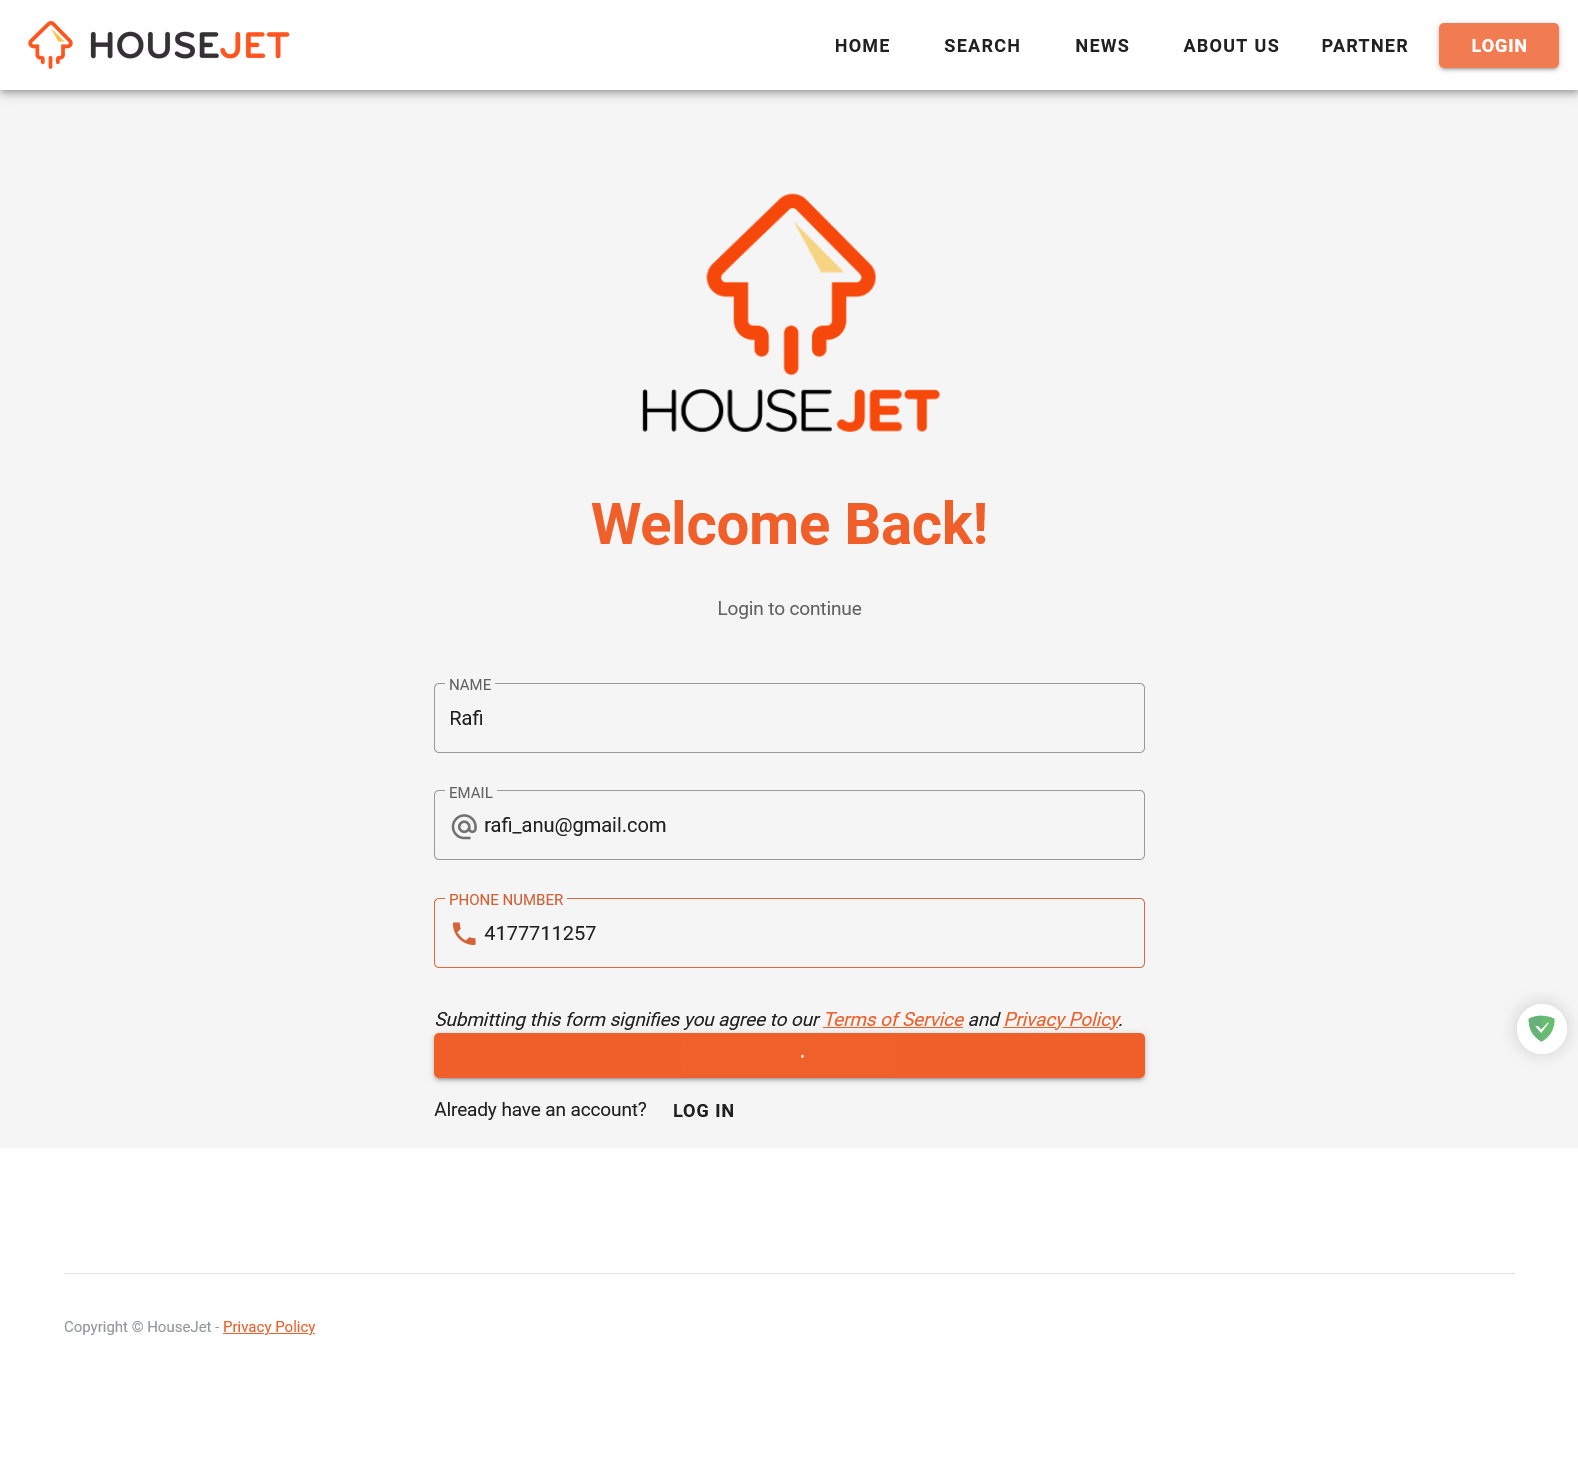 HOUSEJET
HOME SEARCH NEWS ABOUT US PARTNER LOGIN
HOUSEJET
Welcome Back!
Login to continue
NAME
Rafi
EMAIL
rafi_anu@gmail.com
PHONE NUMBER
4177711257
Submitting this form signifies you agree to our Terms of Service and Privacy Policy.
Already have an account? LOG IN
Copyright © HouseJet - Privacy Policy